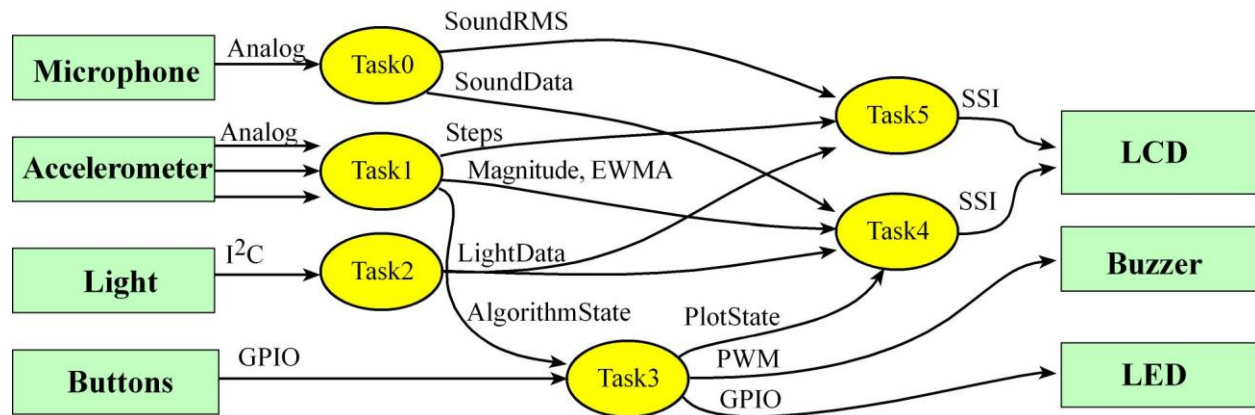 SoundRMS
Microphone
Analog
Task0
SoundData
Task5
SSI
LCD
Accelerometer
Analog
Task1
Steps
Magnitude, EWMA
Task4
SSI
Light
I²C
Task2
LightData
Buzzer
AlgorithmState
PlotState
Buttons
GPIO
Task3
PWM
GPIO
LED